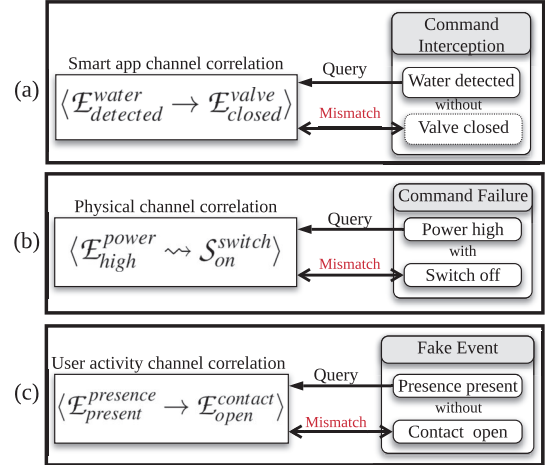 (a)
Smart app channel correlation
⟨ℰ^{water}_{detected} → ℰ^{valve}_{closed}⟩
Query
Mismatch
Command
Interception
Water detected
without
Valve closed
(b)
Physical channel correlation
⟨ℰ^{power}_{high} ⇝ 𝒮^{switch}_{on}⟩
Query
Mismatch
Command Failure
Power high
with
Switch off
(c)
User activity channel correlation
⟨ℰ^{presence}_{present} → ℰ^{contact}_{open}⟩
Query
Mismatch
Fake Event
Presence present
without
Contact open